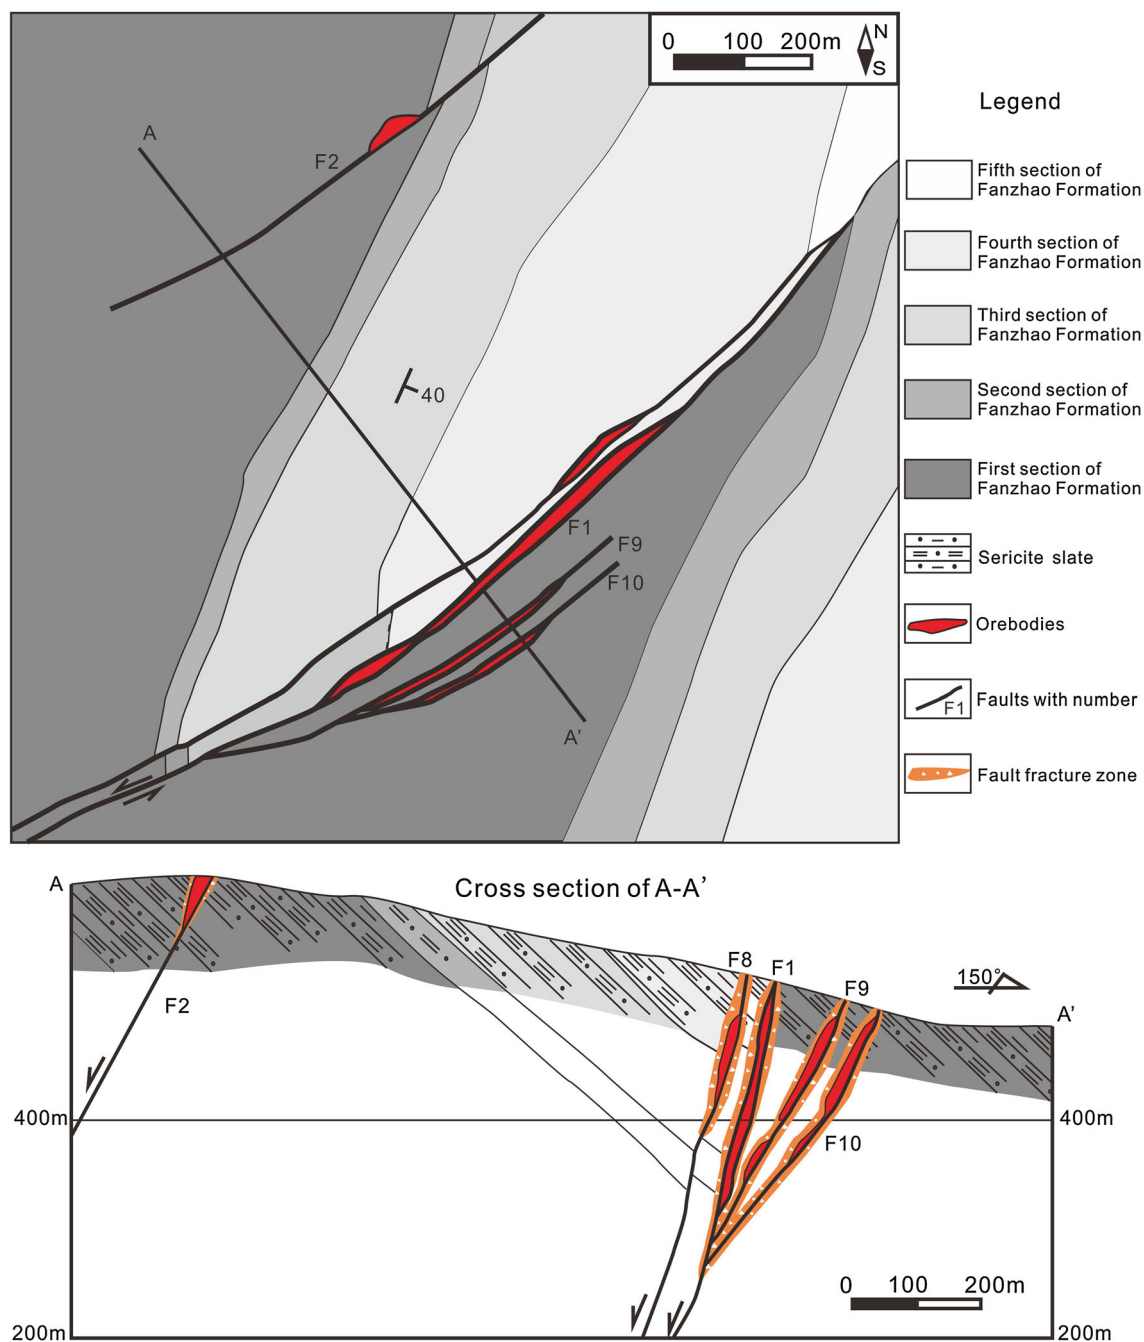 0 100 200m
N
S
A
F2
40
F1
F9
F10
A’
Legend
Fifth section of
Fanzhao Formation
Fourth section of
Fanzhao Formation
Third section of
Fanzhao Formation
Second section of
Fanzhao Formation
First section of
Fanzhao Formation
Sericite slate
Orebodies
F1
Faults with number
Fault fracture zone
A
Cross section of A-A’
F8
F1
F9
150°
A’
F2
400m
400m
F10
0 100 200m
200m
200m